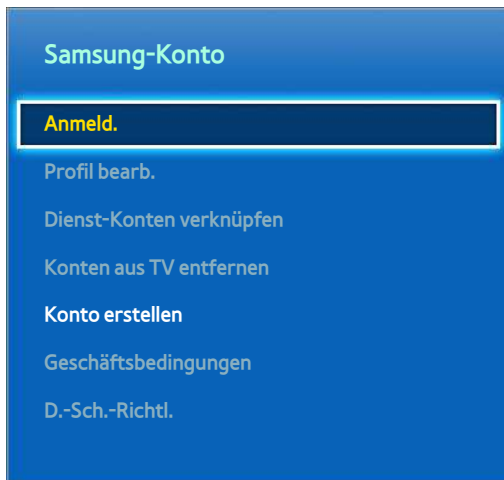 Samsung-Konto
Anmeld.
Profil bearb.
Dienst-Konten verknüpfen
Konten aus TV entfernen
Konto erstellen
Geschäftsbedingungen
D.-Sch.-Richtl.